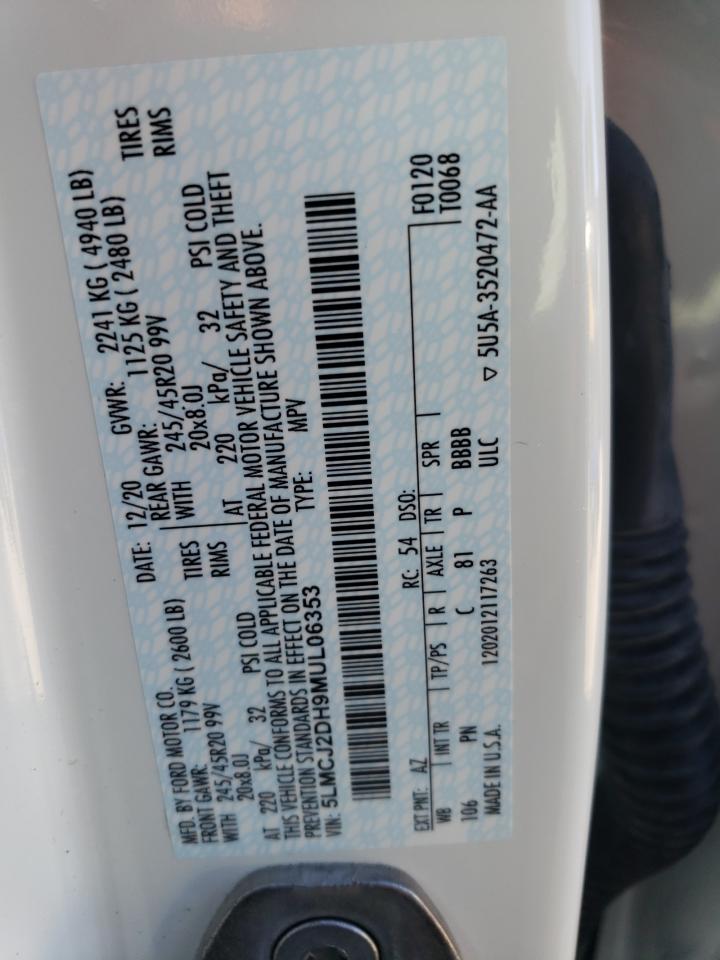 MFD. BY FORD MOTOR CO.
DATE: 12/20 GVWR: 2241 KG ( 4940 LB)
FRONT GAWR: 1179 KG ( 2600 LB) REAR GAWR: 1125 KG ( 2480 LB)
WITH 245/45R20 99V TIRES WITH 245/45R20 99V TIRES
20x8.0J RIMS 20x8.0J RIMS
AT 220 kPa/ 32 PSI COLD AT 220 kPa/ 32 PSI COLD
THIS VEHICLE CONFORMS TO ALL APPLICABLE FEDERAL MOTOR VEHICLE SAFETY AND THEFT
PREVENTION STANDARDS IN EFFECT ON THE DATE OF MANUFACTURE SHOWN ABOVE.
VIN: 5LMCJ2DH9MUL06353 TYPE: MPV
F0120
EXT PNT: AZ RC: 54 DSO: T0068
WB INT TR TP/PS R AXLE TR SPR
106 PN C 81 P BBBB
MADE IN U.S.A. 1202012117263 ULC ▽ 5U5A-3520472-AA